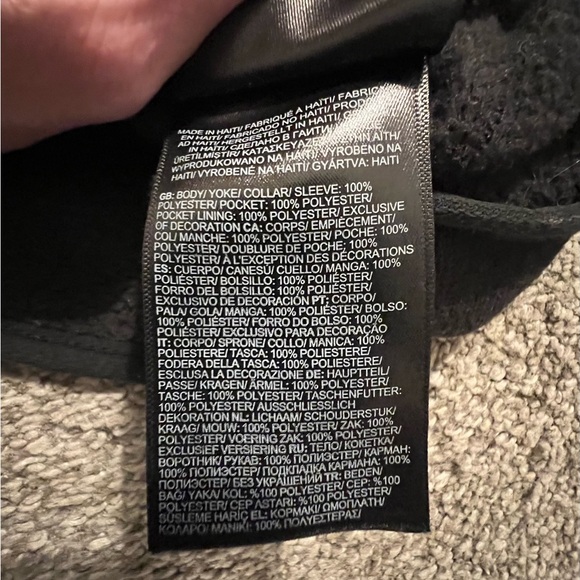 MADE IN HAITI/ FABRIQUÉ À HAÏTI/ FABRIC
EN HAITI/ FABRICADO NO HAITI/ PROD
AD HAITI/ HERGESTELLT IN HAITI/ G
IN HAITI/ СДЕЛАНО В ГАИТИ/
ÜRETİLMİŞTİR/ ΚΑΤΑΣΚΕΥΑΖΕ ΑΪΤΗ/
WYPRODUKOWANO NA HAITI/ VYROBENO NA
HAITI/ VYROBENÉ NA HAITI/ GYÁRTVA: HAITI
GB: BODY/ YOKE/ COLLAR/ SLEEVE: 100%
POLYESTER/ POCKET: 100% POLYESTER/
POCKET LINING: 100% POLYESTER/ EXCLUSIVE
OF DECORATION CA: CORPS/ EMPIÈCEMENT/
COL/ MANCHE: 100% POLYESTER/ POCHE: 100%
POLYESTER/ DOUBLURE DE POCHE: 100%
POLYESTER/ À L'EXCEPTION DES DÉCORATIONS
ES: CUERPO/ CANESÚ/ CUELLO/ MANGA: 100%
POLIÉSTER/ BOLSILLO: 100% POLIÉSTER/
FORRO DEL BOLSILLO: 100% POLIÉSTER/
EXCLUSIVO DE DECORACIÓN PT: CORPO/
PALA/ GOLA/ MANGA: 100% POLIÉSTER/ BOLSO:
100% POLIÉSTER/ FORRO DO BOLSO: 100%
POLIÉSTER/ EXCLUSIVO PARA DECORAÇÃO
IT: CORPO/ SPRONE/ COLLO/ MANICA: 100%
POLIESTERE/ TASCA: 100% POLIESTERE/
FODERA DELLA TASCA: 100% POLIESTERE/
ESCLUSA LA DECORAZIONE DE: HAUPTTEIL/
PASSE/ KRAGEN/ ÄRMEL: 100% POLYESTER/
TASCHE: 100% POLYESTER/ TASCHENFUTTER:
100% POLYESTER/ AUSSCHLIESSLICH
DEKORATION NL: LICHAAM/ SCHOUDERSTUK/
KRAAG/ MOUW: 100% POLYESTER/ ZAK: 100%
POLYESTER/ VOERING ZAK: 100% POLYESTER/
EXCLUSIEF VERSIERING RU: ТЕЛО/ КОКЕТКА/
ВОРОТНИК/ РУКАВ: 100% ПОЛИЭСТЕР/ КАРМАН:
100% ПОЛИЭСТЕР/ ПОДКЛАДКА КАРМАНА: 100%
ПОЛИЭСТЕР/ БЕЗ УКРАШЕНИЙ TR: BEDEN/
BAĞ/ YAKA/ KOL: %100 POLYESTER/ CEP: %100
POLYESTER/ CEP ASTARI: %100 POLYESTER/
SÜSLEME HARİÇ EL: ΚΟΡΜΑΚΙ/ ΩΜΟΠΛΑΤΗ/
ΚΟΛΑΡΟ/ ΜΑΝΙΚΙ: 100% ΠΟΛΥΕΣΤΕΡΑΣ/